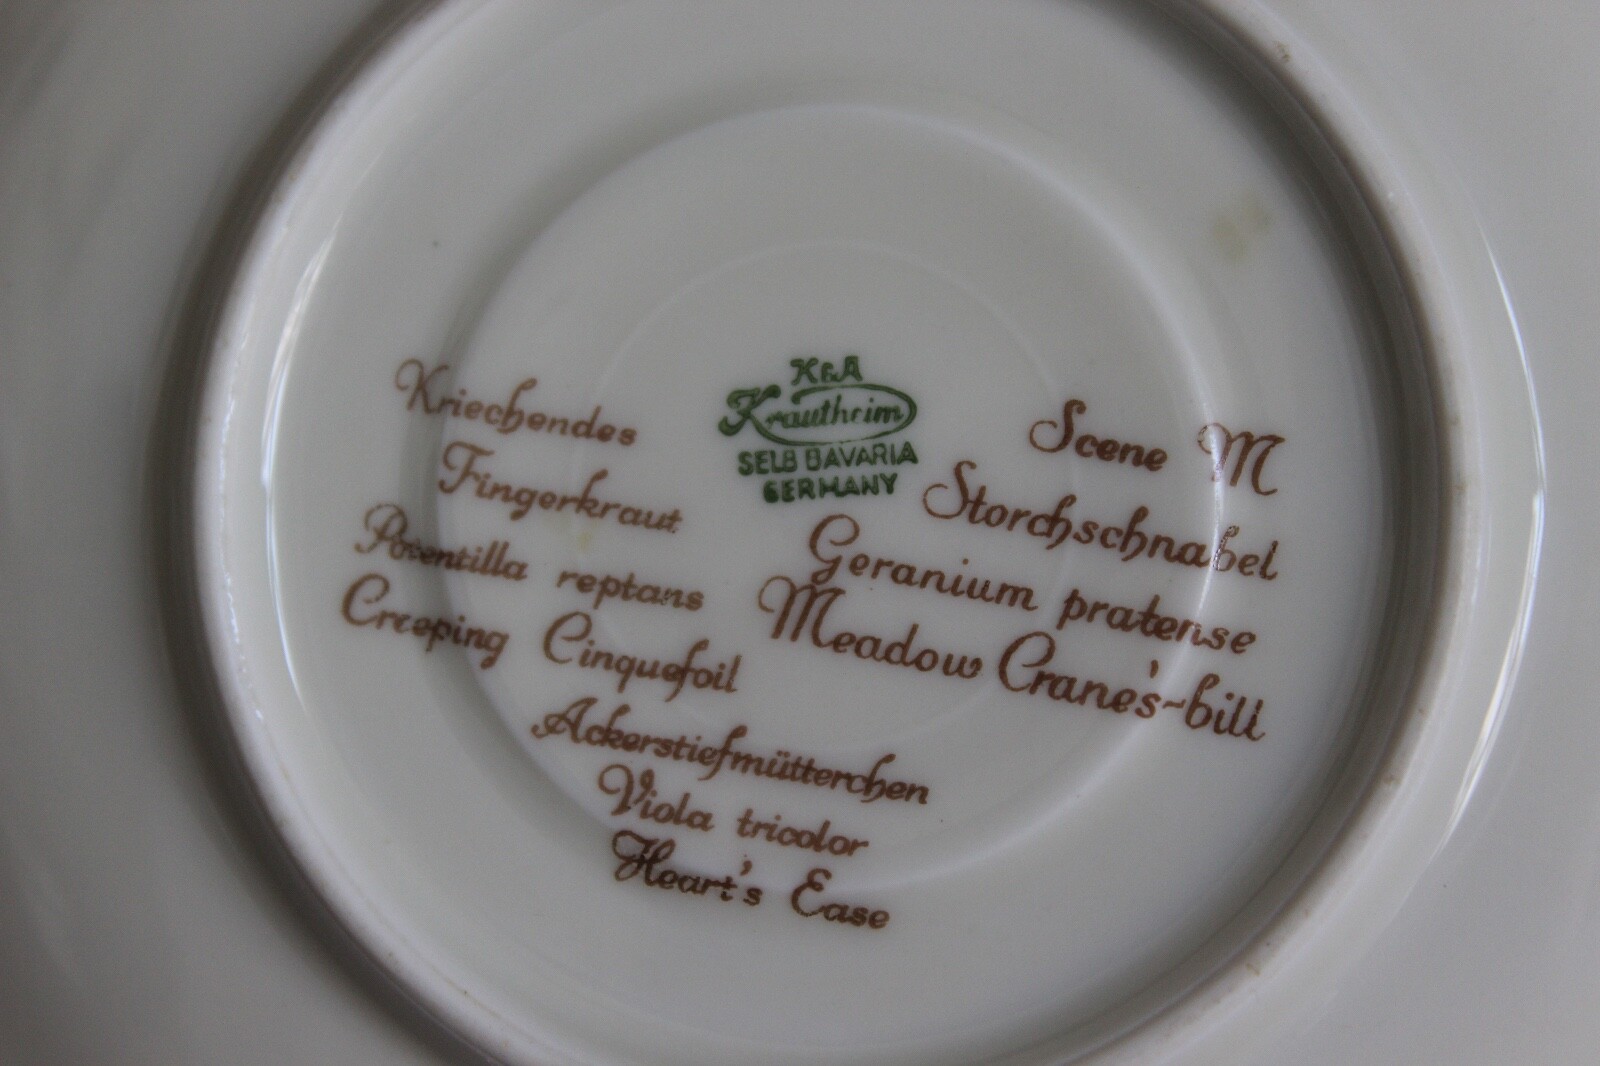 K&A
Krautheim
SELB BAVARIA
GERMANY
Kriechendes
Fingerkraut
Potentilla reptans
Creeping Cinquefoil
Scene M
Storchschnabel
Geranium pratense
Meadow Crane's-bill
Ackerstiefmütterchen
Viola tricolor
Heart's Ease